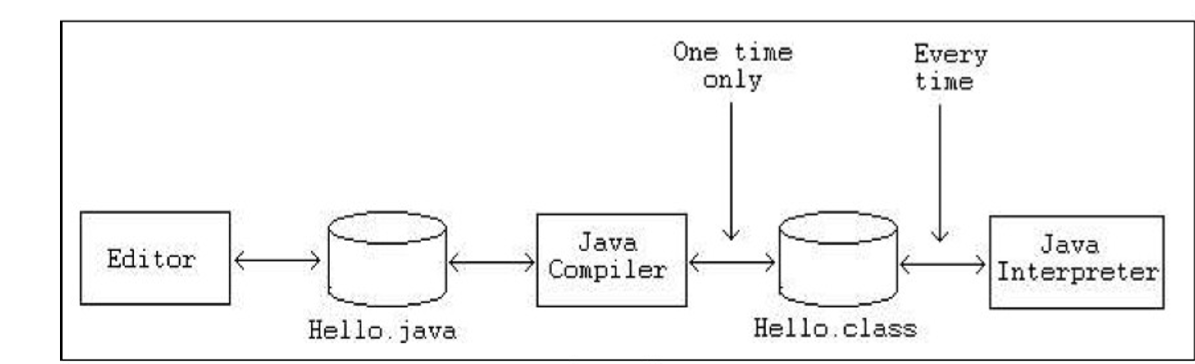 One time
only
Every
time
Editor
Hello.java
Java
Compiler
Hello.class
Java
Interpreter